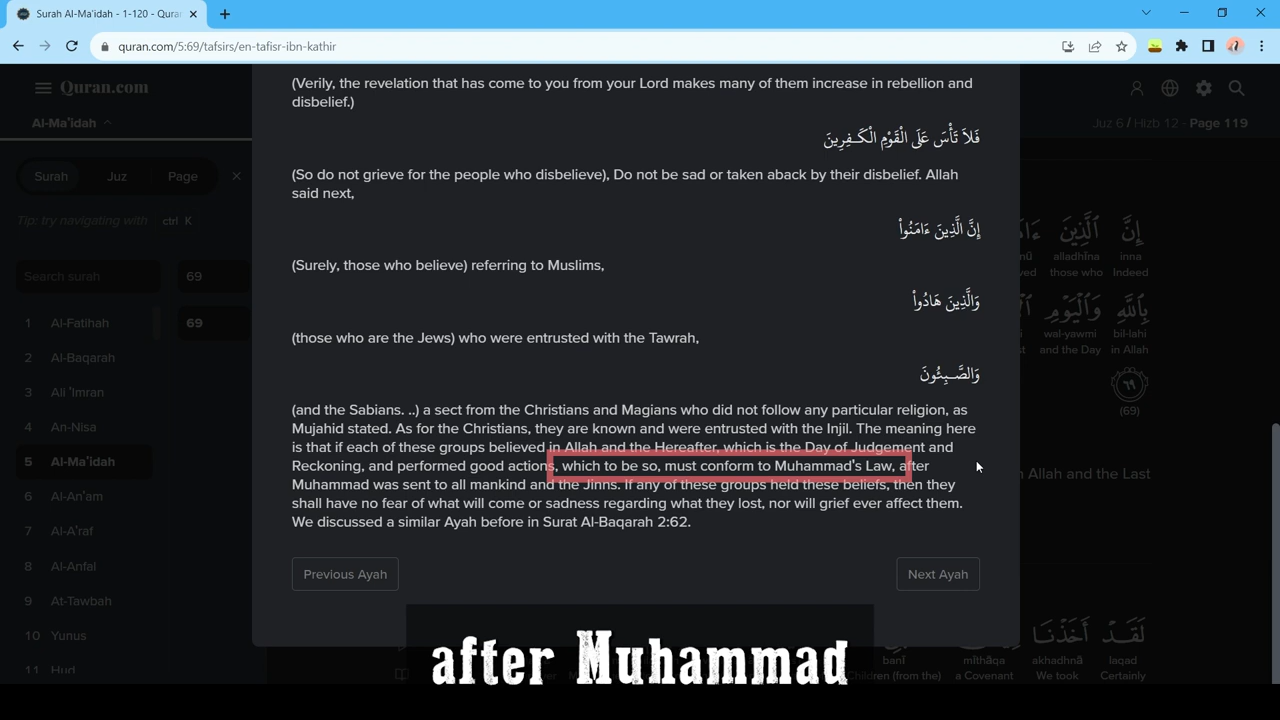 Surah Al-Ma'idah - 1-120 - Quran
quran.com/5:69/tafsirs/en-tafisr-ibn-kathir
Quran.com
Al-Ma'idah
Juz 6 / Hizb 12 - Page 119
Surah Juz Page
Tip: try navigating with ctrl K
Search surah 69
1 Al-Fatihah 69
2 Al-Baqarah
3 Ali 'Imran
4 An-Nisa
5 Al-Ma'idah
6 An'am
7 Al-A'raf
8 Al-Anfal
9 At-Tawbah
10 Yunus
11 Hud
(Verily, the revelation that has come to you from your Lord makes many of them increase in rebellion and
disbelief.)
فَلاَ تَأْسَ عَلَى الْقَوْمِ الْكَـفِرِينَ
(So do not grieve for the people who disbelieve), Do not be sad or taken aback by their disbelief. Allah
said next,
إِنَّ الَّذِينَ ءَامَنُواْ
(Surely, those who believe) referring to Muslims,
وَالَّذِينَ هَادُواْ
(those who are the Jews) who were entrusted with the Tawrah,
وَالصَّـبِئُونَ
(and the Sabians. ..) a sect from the Christians and Magians who did not follow any particular religion, as
Mujahid stated. As for the Christians, they are known and were entrusted with the Injil. The meaning here
is that if each of these groups believed in Allah and the Hereafter, which is the Day of Judgement and
Reckoning, and performed good actions, which to be so, must conform to Muhammad's Law, after
Muhammad was sent to all mankind and the Jinns. If any of these groups held these beliefs, then they
shall have no fear of what will come or sadness regarding what they lost, nor will grief ever affect them.
We discussed a similar Ayah before in Surat Al-Baqarah 2:62.
Previous Ayah Next Ayah
ٱلَّذِينَ إِنَّ
alladhīna inna
those who Indeed
وَٱلْيَوْمِ بِٱللَّهِ
wal-yawmi bil-lahi
and the Day in Allah
٦٩
(69)
in Allah and the Last
أَخَذْنَا لَقَدْ
banī mīthāqa akhadhnā laqad
Children (from the) a Covenant We took Certainly
after Muhammad